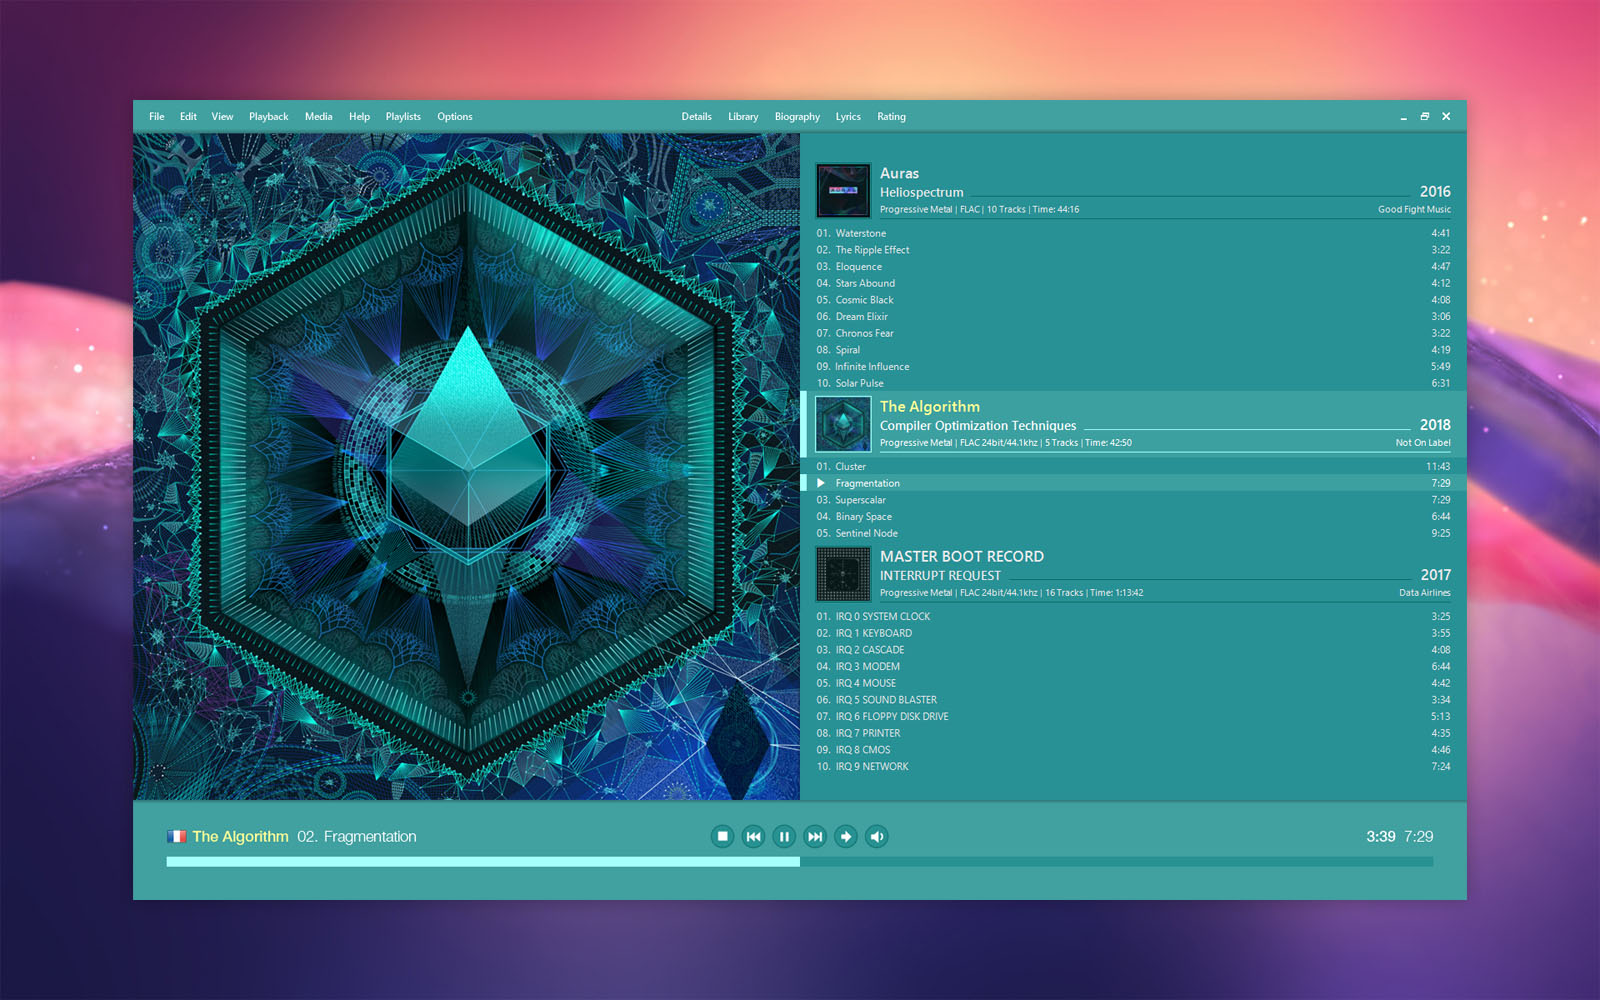 File Edit View Playback Media Help Playlists Options Details Library Biography Lyrics Rating
Auras
Heliospectrum 2016
Progressive Metal | FLAC | 10 Tracks | Time: 44:16 Good Fight Music
01. Waterstone 4:41
02. The Ripple Effect 3:22
03. Eloquence 4:47
04. Stars Abound 4:12
05. Cosmic Black 4:08
06. Dream Elixir 3:06
07. Chronos Fear 3:22
08. Spiral 4:19
09. Infinite Influence 5:49
10. Solar Pulse 6:31
The Algorithm
Compiler Optimization Techniques 2018
Progressive Metal | FLAC 24bit/44.1khz | 5 Tracks | Time: 42:50 Not On Label
01. Cluster 11:43
Fragmentation 7:29
03. Superscalar 7:29
04. Binary Space 6:44
05. Sentinel Node 9:25
MASTER BOOT RECORD
INTERRUPT REQUEST 2017
Progressive Metal | FLAC 24bit/44.1khz | 16 Tracks | Time: 1:13:42 Data Airlines
01. IRQ 0 SYSTEM CLOCK 3:25
02. IRQ 1 KEYBOARD 3:55
03. IRQ 2 CASCADE 4:08
04. IRQ 3 MODEM 6:44
05. IRQ 4 MOUSE 4:42
06. IRQ 5 SOUND BLASTER 3:34
07. IRQ 6 FLOPPY DISK DRIVE 5:13
08. IRQ 7 PRINTER 4:35
09. IRQ 8 CMOS 4:46
10. IRQ 9 NETWORK 7:24
The Algorithm 02. Fragmentation 3:39 7:29